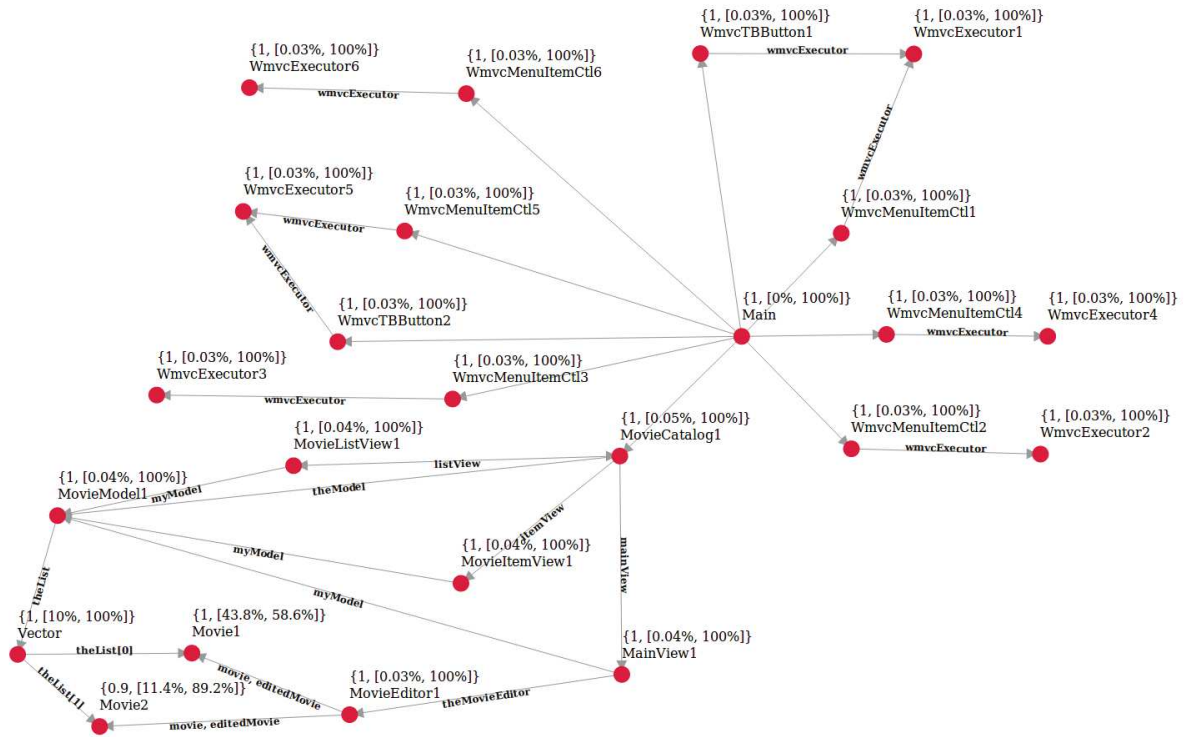 {1, [0.03%, 100%]}
WmvcTBButton1
{1, [0.03%, 100%]}
WmvcExecutor1
wmvcExecutor
{1, [0.03%, 100%]}
WmvcExecutor6
{1, [0.03%, 100%]}
WmvcMenuItemCtl6
wmvcExecutor
wmvcExecutor
{1, [0.03%, 100%]}
WmvcExecutor5
{1, [0.03%, 100%]}
WmvcMenuItemCtl5
wmvcExecutor
{1, [0.03%, 100%]}
WmvcMenuItemCtl1
wmvcExecutor
{1, [0.03%, 100%]}
WmvcTBButton2
{1, [0%, 100%]}
Main
{1, [0.03%, 100%]}
WmvcMenuItemCtl4
{1, [0.03%, 100%]}
WmvcExecutor4
wmvcExecutor
{1, [0.03%, 100%]}
WmvcExecutor3
{1, [0.03%, 100%]}
WmvcMenuItemCtl3
wmvcExecutor
{1, [0.05%, 100%]}
MovieCatalog1
{1, [0.03%, 100%]}
WmvcMenuItemCtl2
{1, [0.03%, 100%]}
WmvcExecutor2
wmvcExecutor
{1, [0.04%, 100%]}
MovieListView1
listView
{1, [0.04%, 100%]}
MovieModel1
myModel
theModel
itemView
mainView
{1, [0.04%, 100%]}
MovieItemView1
myModel
myModel
theList
{1, [10%, 100%]}
Vector
{1, [43.8%, 58.6%]}
Movie1
theList[0]
{1, [0.04%, 100%]}
MainView1
theList[1]
{0.9, [11.4%, 89.2%]}
Movie2
movie, editedMovie
{1, [0.03%, 100%]}
MovieEditor1
theMovieEditor
movie, editedMovie